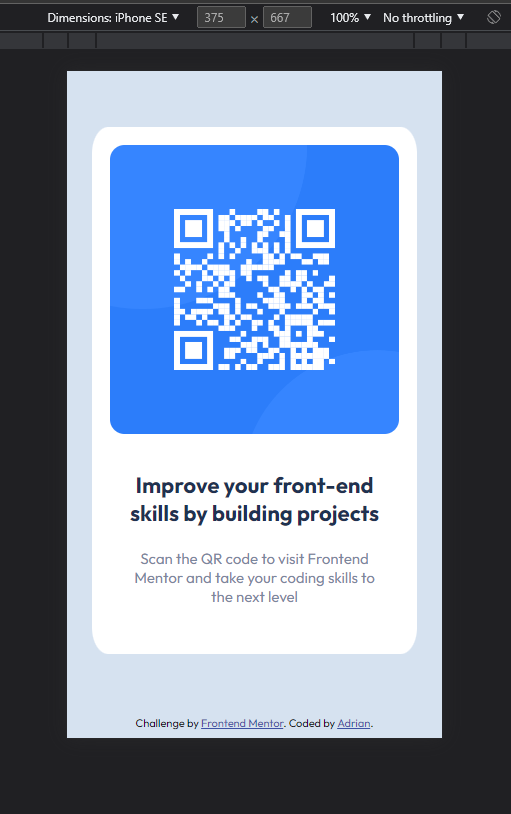 Dimensions: iPhone SE ▼ 375 × 667 100% ▼ No throttling ▼
Improve your front-end
skills by building projects
Scan the QR code to visit Frontend
Mentor and take your coding skills to
the next level
Challenge by Frontend Mentor. Coded by Adrian.